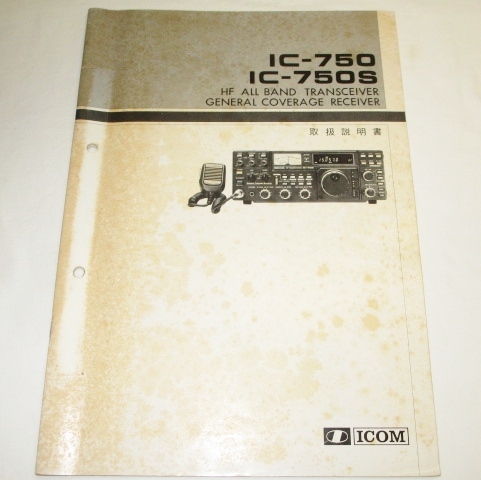 IC-750
IC-750S
HF ALL BAND TRANSCEIVER
GENERAL COVERAGE RECEIVER
取扱説明書
ICOM